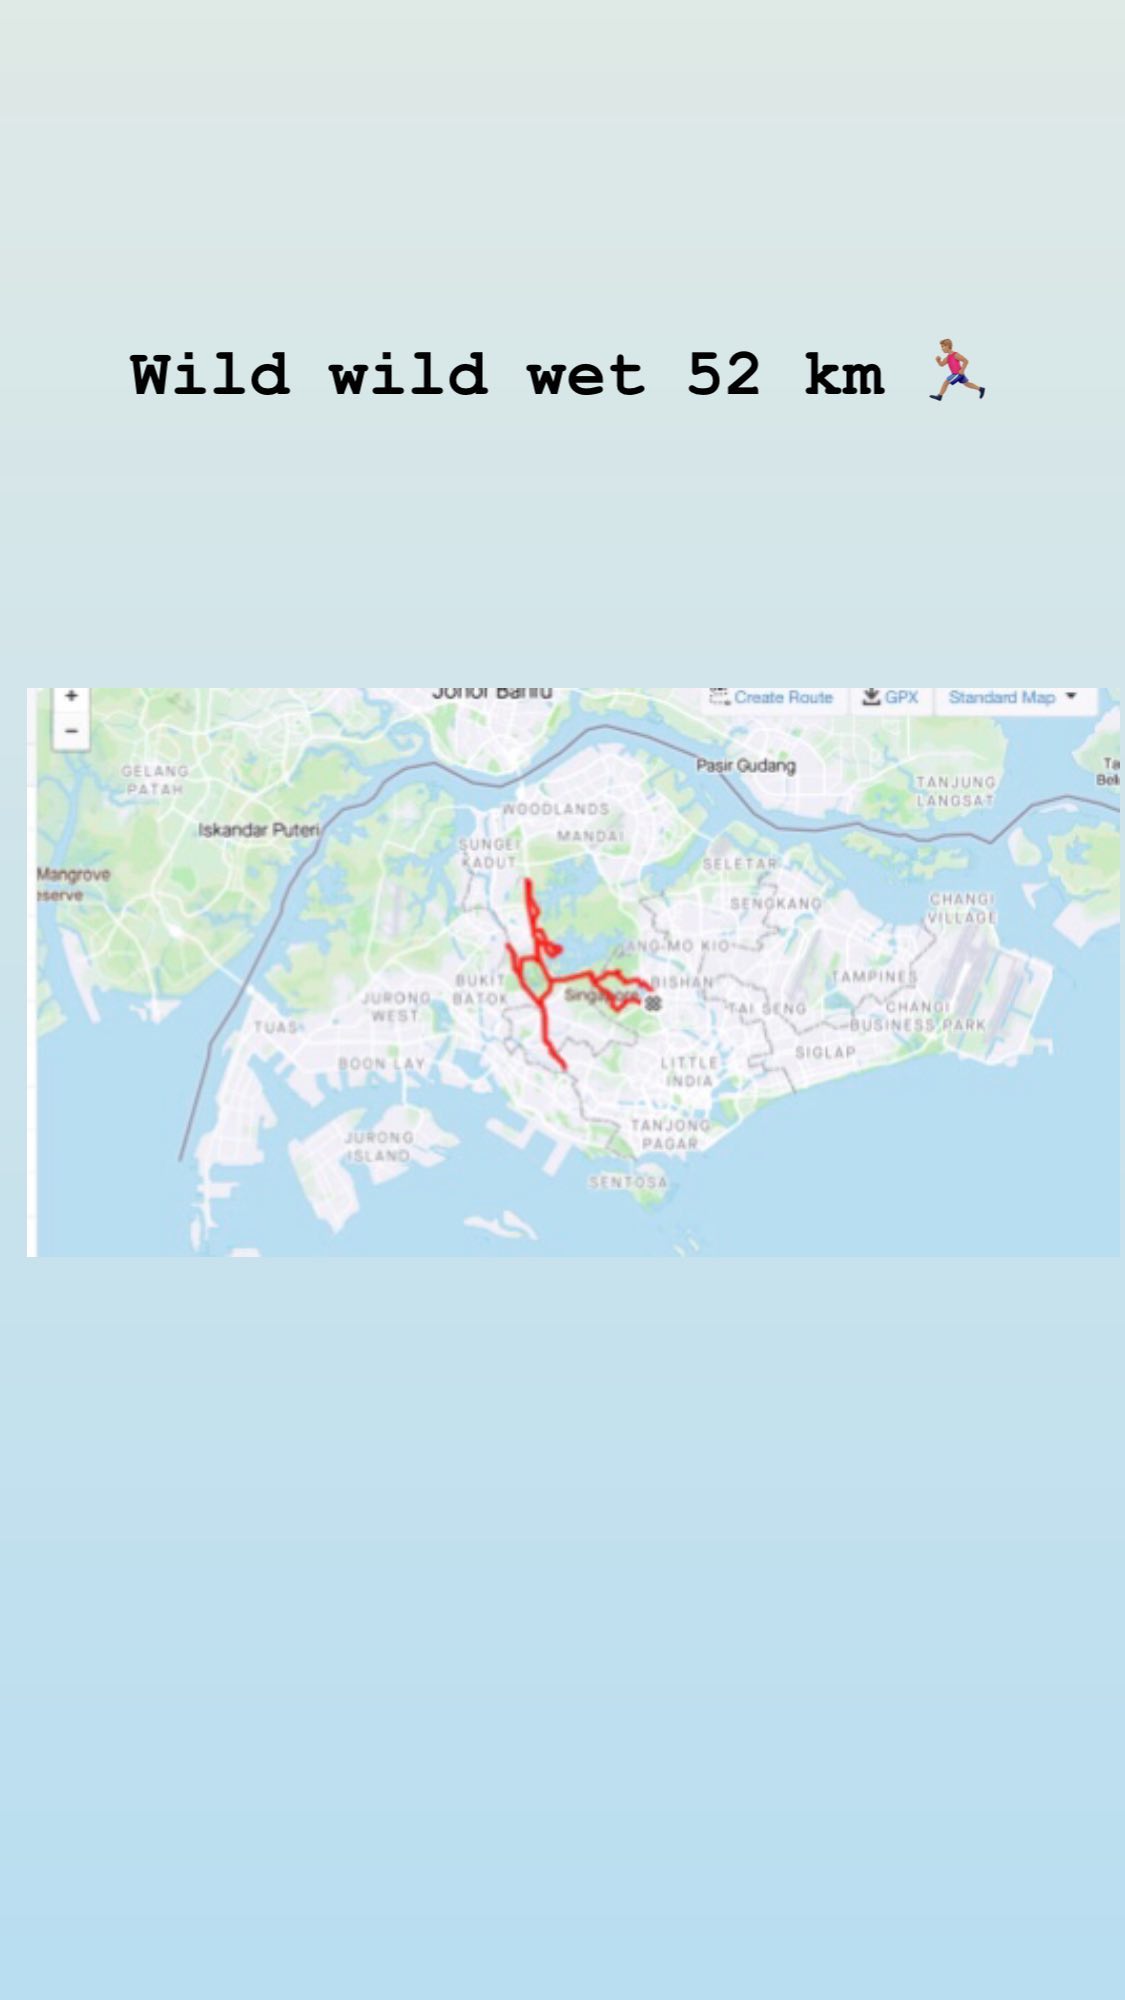 Wild wild wet 52 km
Johor Bahru
Create Route
GPX
Standard Map
+
-
GELANG
PATAH
Iskandar Puteri
Mangrove
eserve
Pasir Gudang
TANJUNG
LANGSAT
Ta
Bel
WOODLANDS
MANDAI
SUNGEI
KADUT
SELETAR
SENGKANG
CHANGI
VILLAGE
ANG MO KIO
BISHAN
TAMPINES
BUKIT
BATOK
Singapore
JURONG
WEST
TAI SENG
CHANGI
BUSINESS PARK
TUAS
BOON LAY
SIGLAP
LITTLE
INDIA
JURONG
ISLAND
TANJONG
PAGAR
SENTOSA